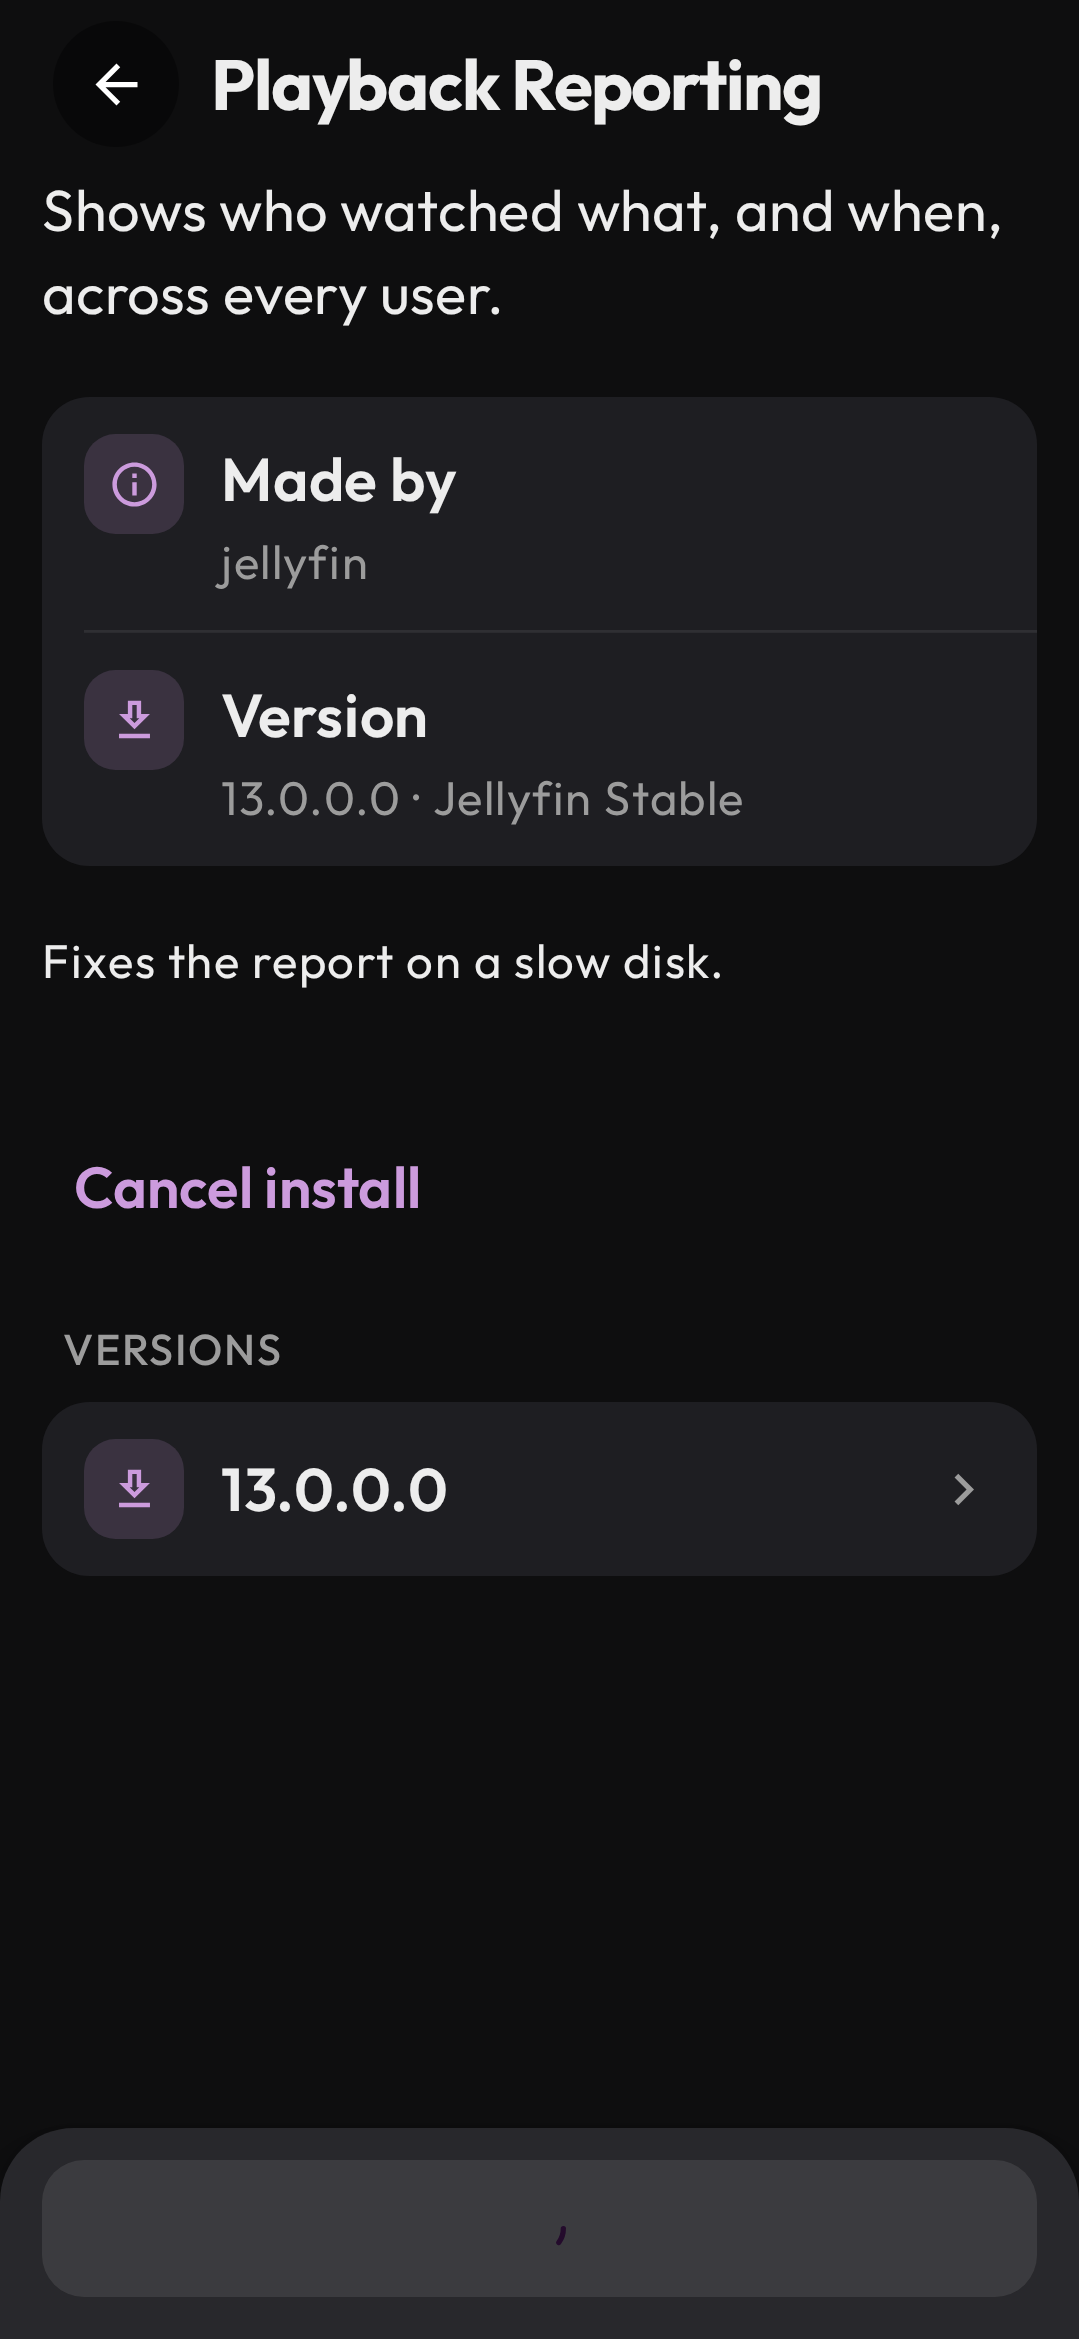 Playback Reporting
Shows who watched what, and when,
across every user.
Made by
jellyfin
Version
13.0.0.0 · Jellyfin Stable
Fixes the report on a slow disk.
Cancel install
VERSIONS
13.0.0.0